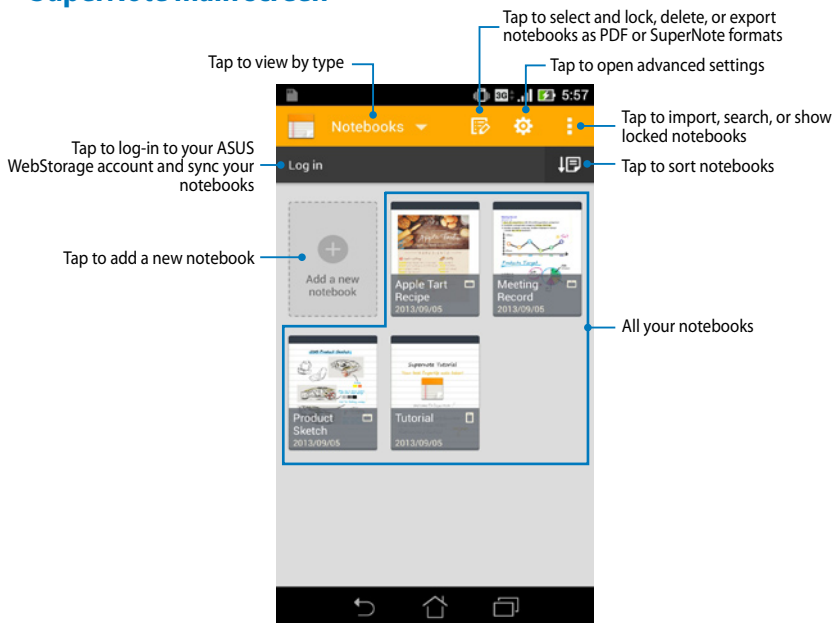 SuperNote main screen
Tap to select and lock, delete, or export
notebooks as PDF or SuperNote formats
Tap to view by type
Tap to open advanced settings
3G 5:57
Notebooks
Tap to import, search, or show
locked notebooks
Tap to log-in to your ASUS
WebStorage account and sync your
notebooks
Log in
Tap to sort notebooks
Tap to add a new notebook
Add a new
notebook
Apple Tart
Recipe
2013/09/05
Meeting
Record
2013/09/05
All your notebooks
Product
Sketch
2013/09/05
Supernote Tutorial
Tutorial
2013/09/05